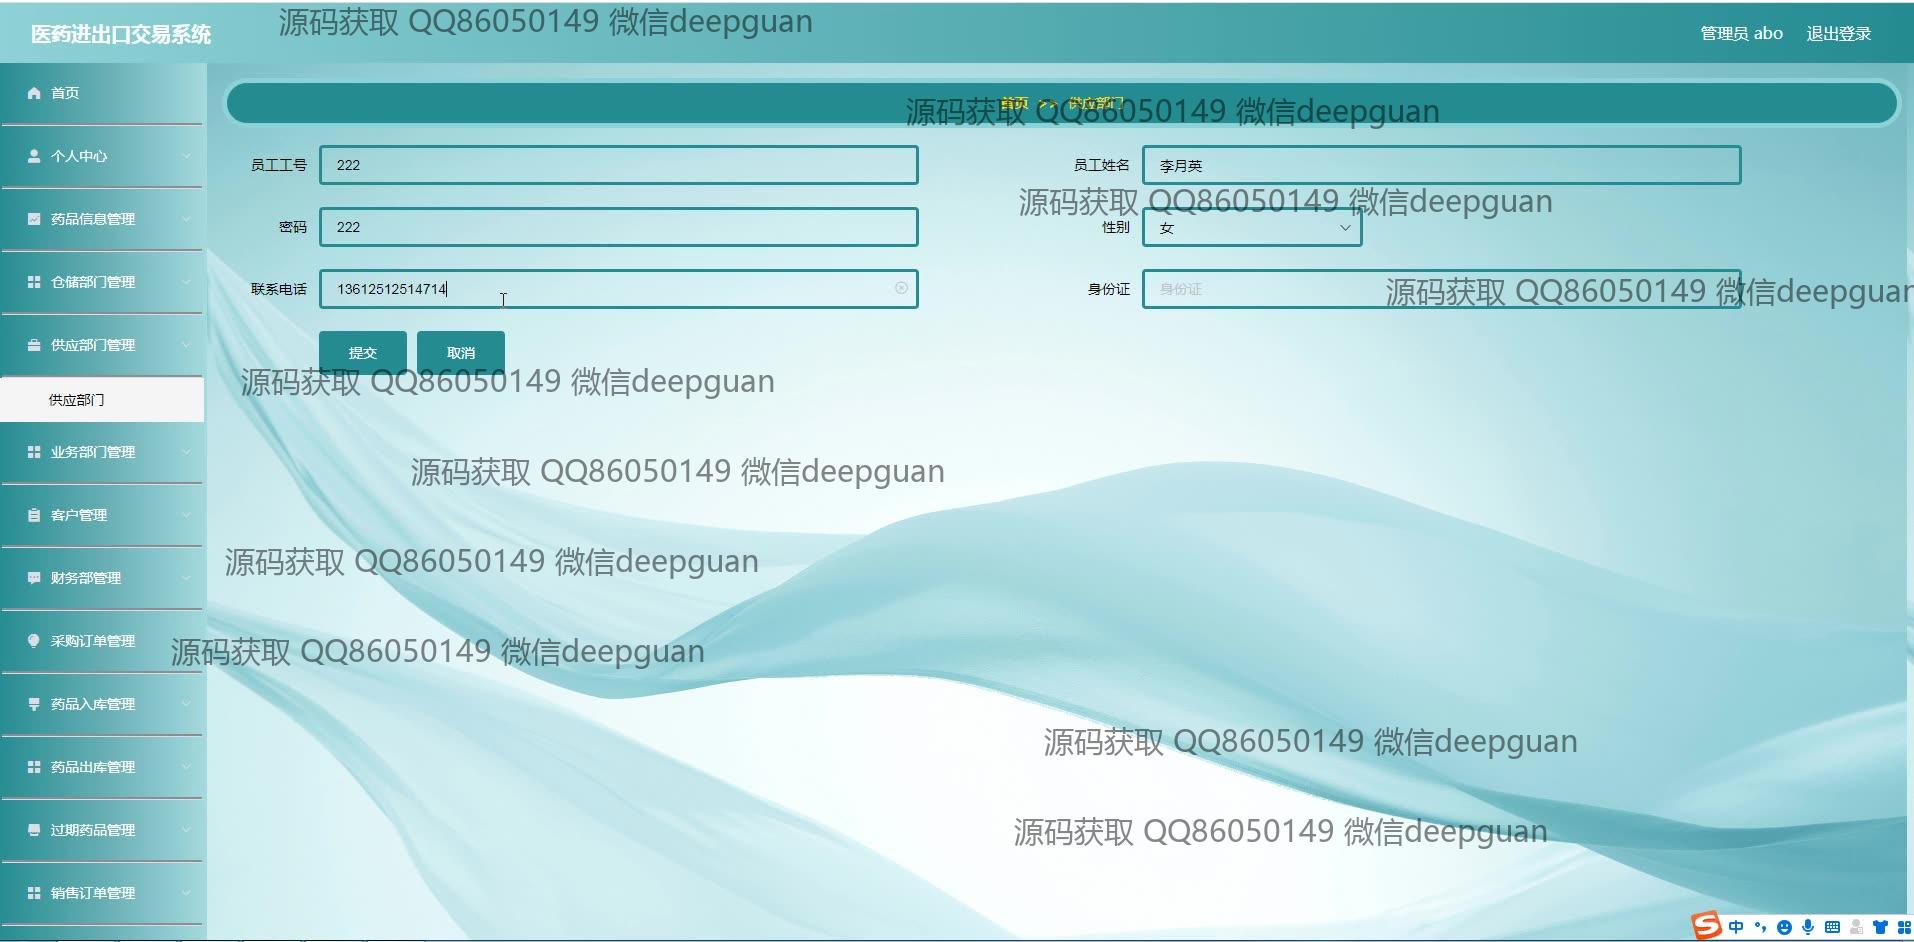 医药进出口交易系统
源码获取 QQ86050149 微信deepguan
管理员 abo
退出登录
首页
首页 >> 供应部门
源码获取 QQ86050149 微信deepguan
个人中心
员工工号
222
员工姓名
李月英
源码获取 QQ86050149 微信deepguan
药品信息管理
密码
222
性别
女
仓储部门管理
联系电话
13612512514714
身份证
身份证
源码获取 QQ86050149 微信deepguan
供应部门管理
提交
取消
源码获取 QQ86050149 微信deepguan
供应部门
业务部门管理
源码获取 QQ86050149 微信deepguan
客户管理
源码获取 QQ86050149 微信deepguan
财务部管理
采购订单管理
源码获取 QQ86050149 微信deepguan
药品入库管理
源码获取 QQ86050149 微信deepguan
药品出库管理
过期药品管理
源码获取 QQ86050149 微信deepguan
销售订单管理
S 中